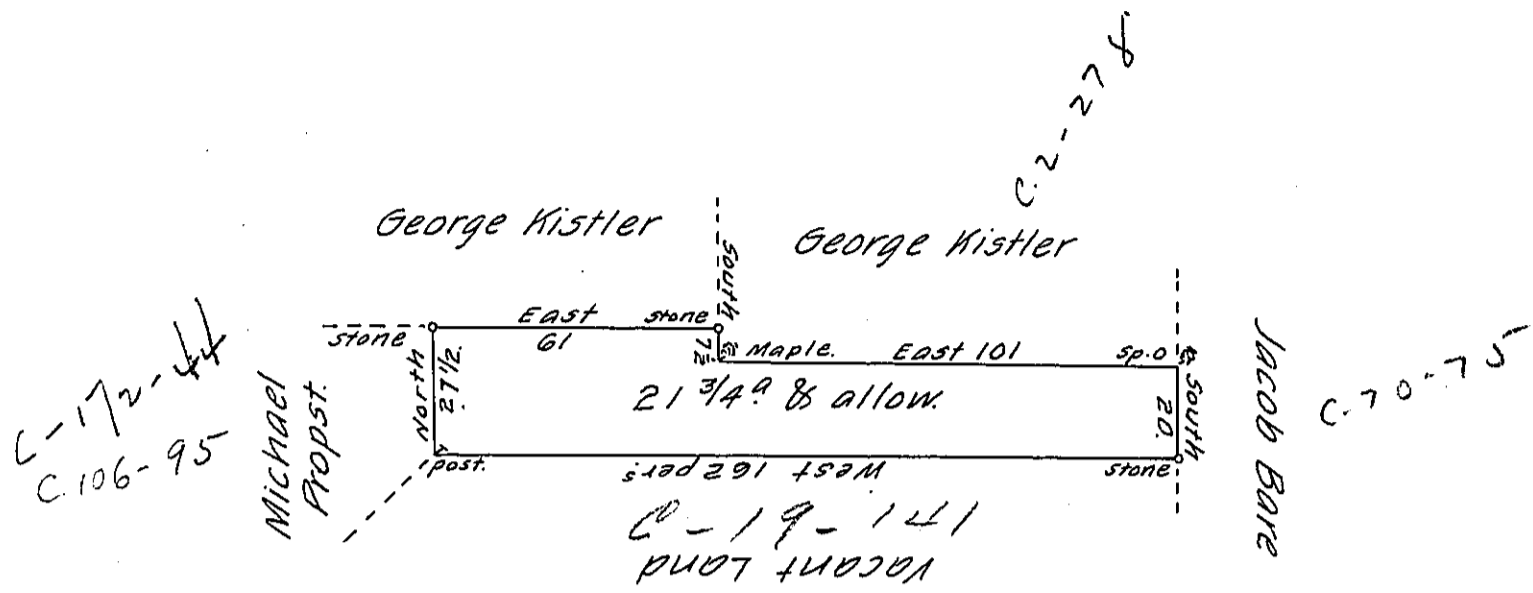 C. 2-278
George Kistler
George Kistler
South
stone
East
61
stone
7½
Maple.
East 101
Sp.o
South
20.
North
27½.
21 3/4 a. & allow.
post.
West 162 per.s
stone
C-19-141
Vacant Land
Michael
Propst.
C-172-44
C.106-95
Jacob Bare
C-70-75